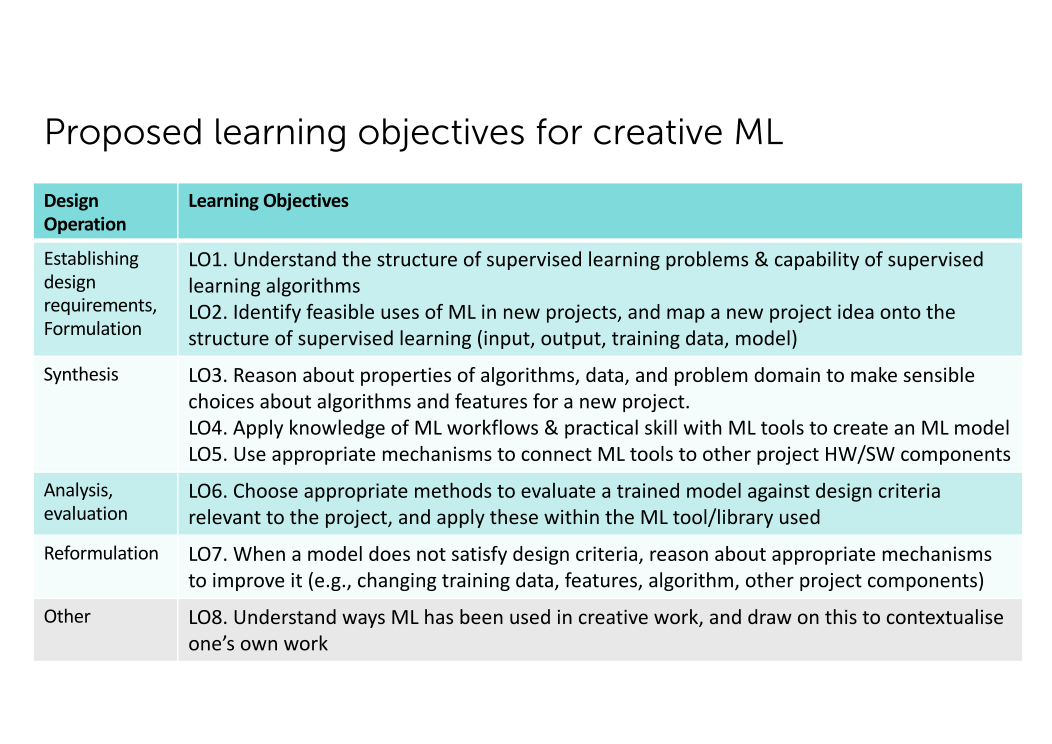 Proposed learning objectives for creative ML
Design
Operation
Learning Objectives
Establishing
design
requirements,
Formulation
LO1. Understand the structure of supervised learning problems & capability of supervised
learning algorithms
LO2. Identify feasible uses of ML in new projects, and map a new project idea onto the
structure of supervised learning (input, output, training data, model)
Synthesis
LO3. Reason about properties of algorithms, data, and problem domain to make sensible
choices about algorithms and features for a new project.
LO4. Apply knowledge of ML workflows & practical skill with ML tools to create an ML model
LO5. Use appropriate mechanisms to connect ML tools to other project HW/SW components
Analysis,
evaluation
LO6. Choose appropriate methods to evaluate a trained model against design criteria
relevant to the project, and apply these within the ML tool/library used
Reformulation
LO7. When a model does not satisfy design criteria, reason about appropriate mechanisms
to improve it (e.g., changing training data, features, algorithm, other project components)
Other
LO8. Understand ways ML has been used in creative work, and draw on this to contextualise
one’s own work